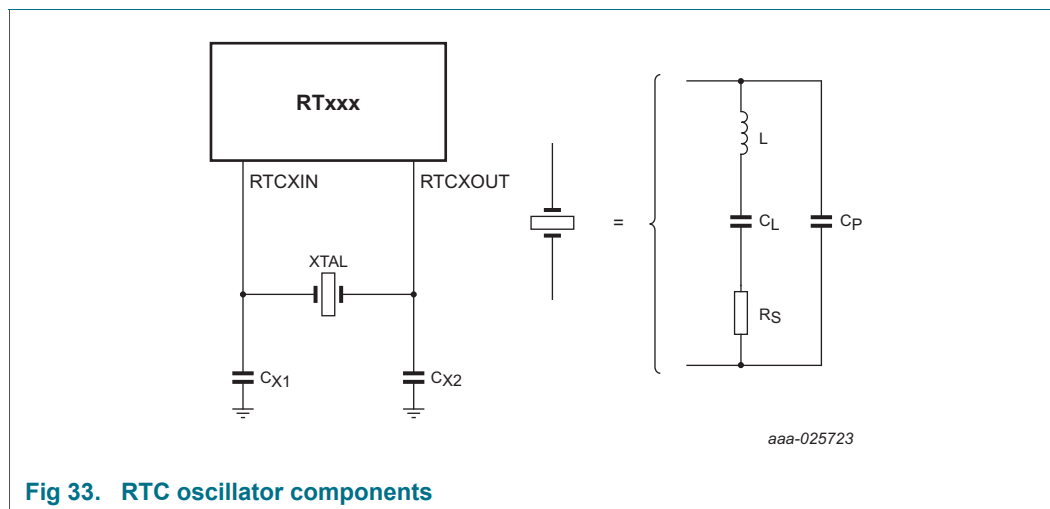 RTxxx
RTCXIN
RTCXOUT
XTAL
CX1
CX2
=
L
CL
CP
RS
aaa-025723
Fig 33. RTC oscillator components